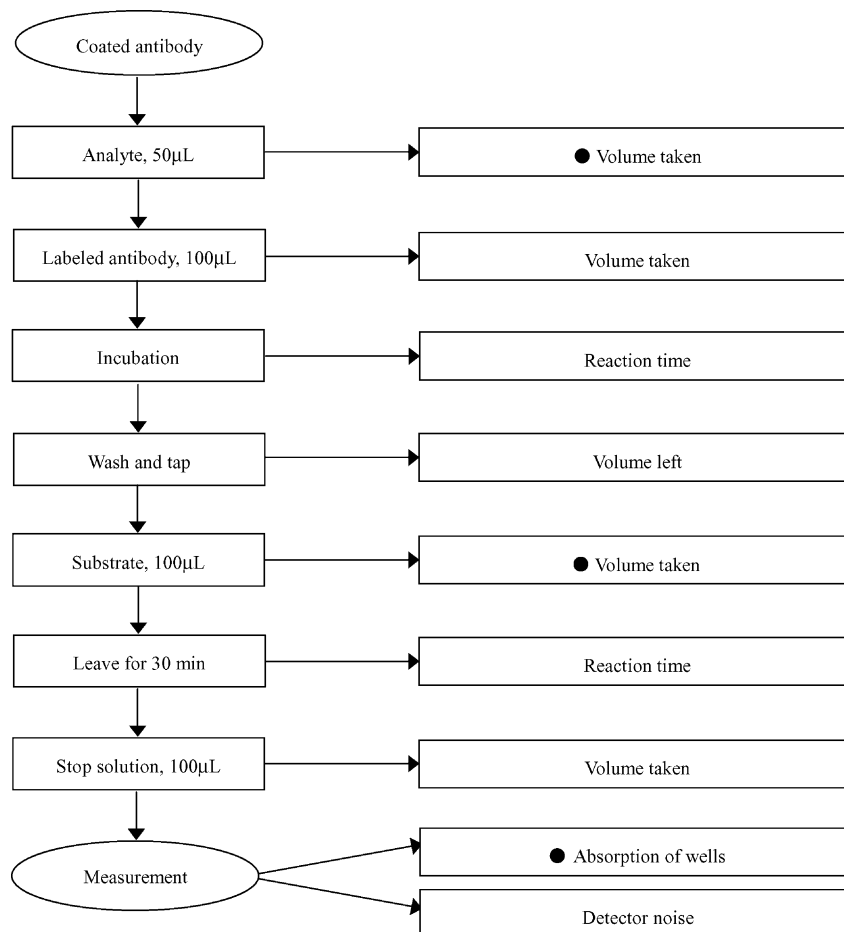 Coated antibody
Analyte, 50μL
● Volume taken
Labeled antibody, 100μL
Volume taken
Incubation
Reaction time
Wash and tap
Volume left
Substrate, 100μL
● Volume taken
Leave for 30 min
Reaction time
Stop solution, 100μL
Volume taken
Measurement
● Absorption of wells
Detector noise